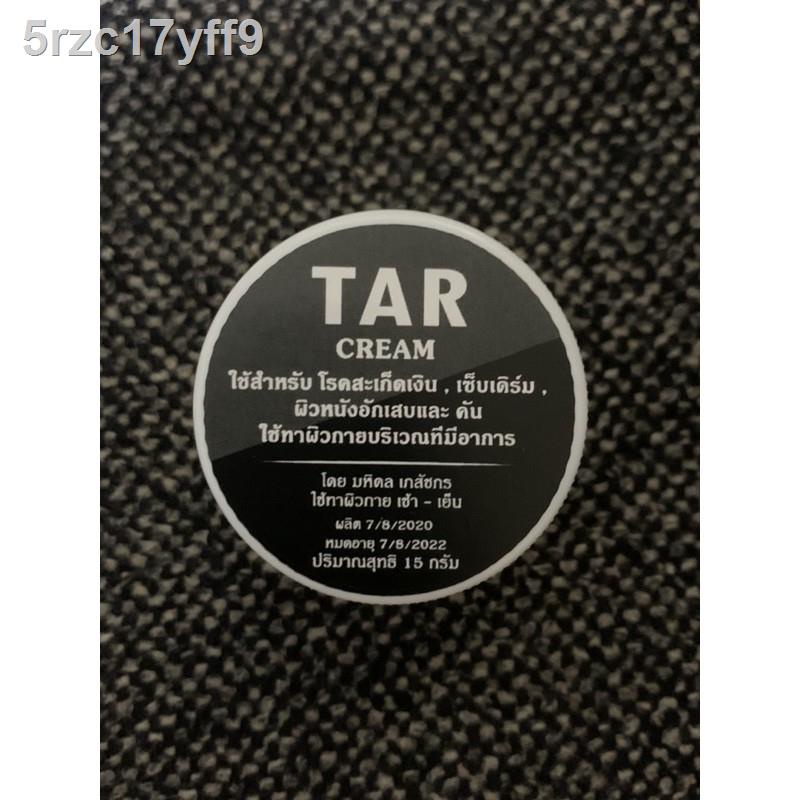 5rzc17yff9
TAR
CREAM
ใช้สำหรับ โรคสะเก็ดเงิน , เซ็บเดิร์ม ,
ผิวหนังอักเสบและ คัน
ใช้ทาผิวกายบริเวณที่มีอาการ
โดย มหิดล เภสัชกร
ใช้ทาผิวกาย เช้า - เย็น
ผลิต 7/8/2020
หมดอายุ 7/8/2022
ปริมาณสุทธิ 15 กรัม